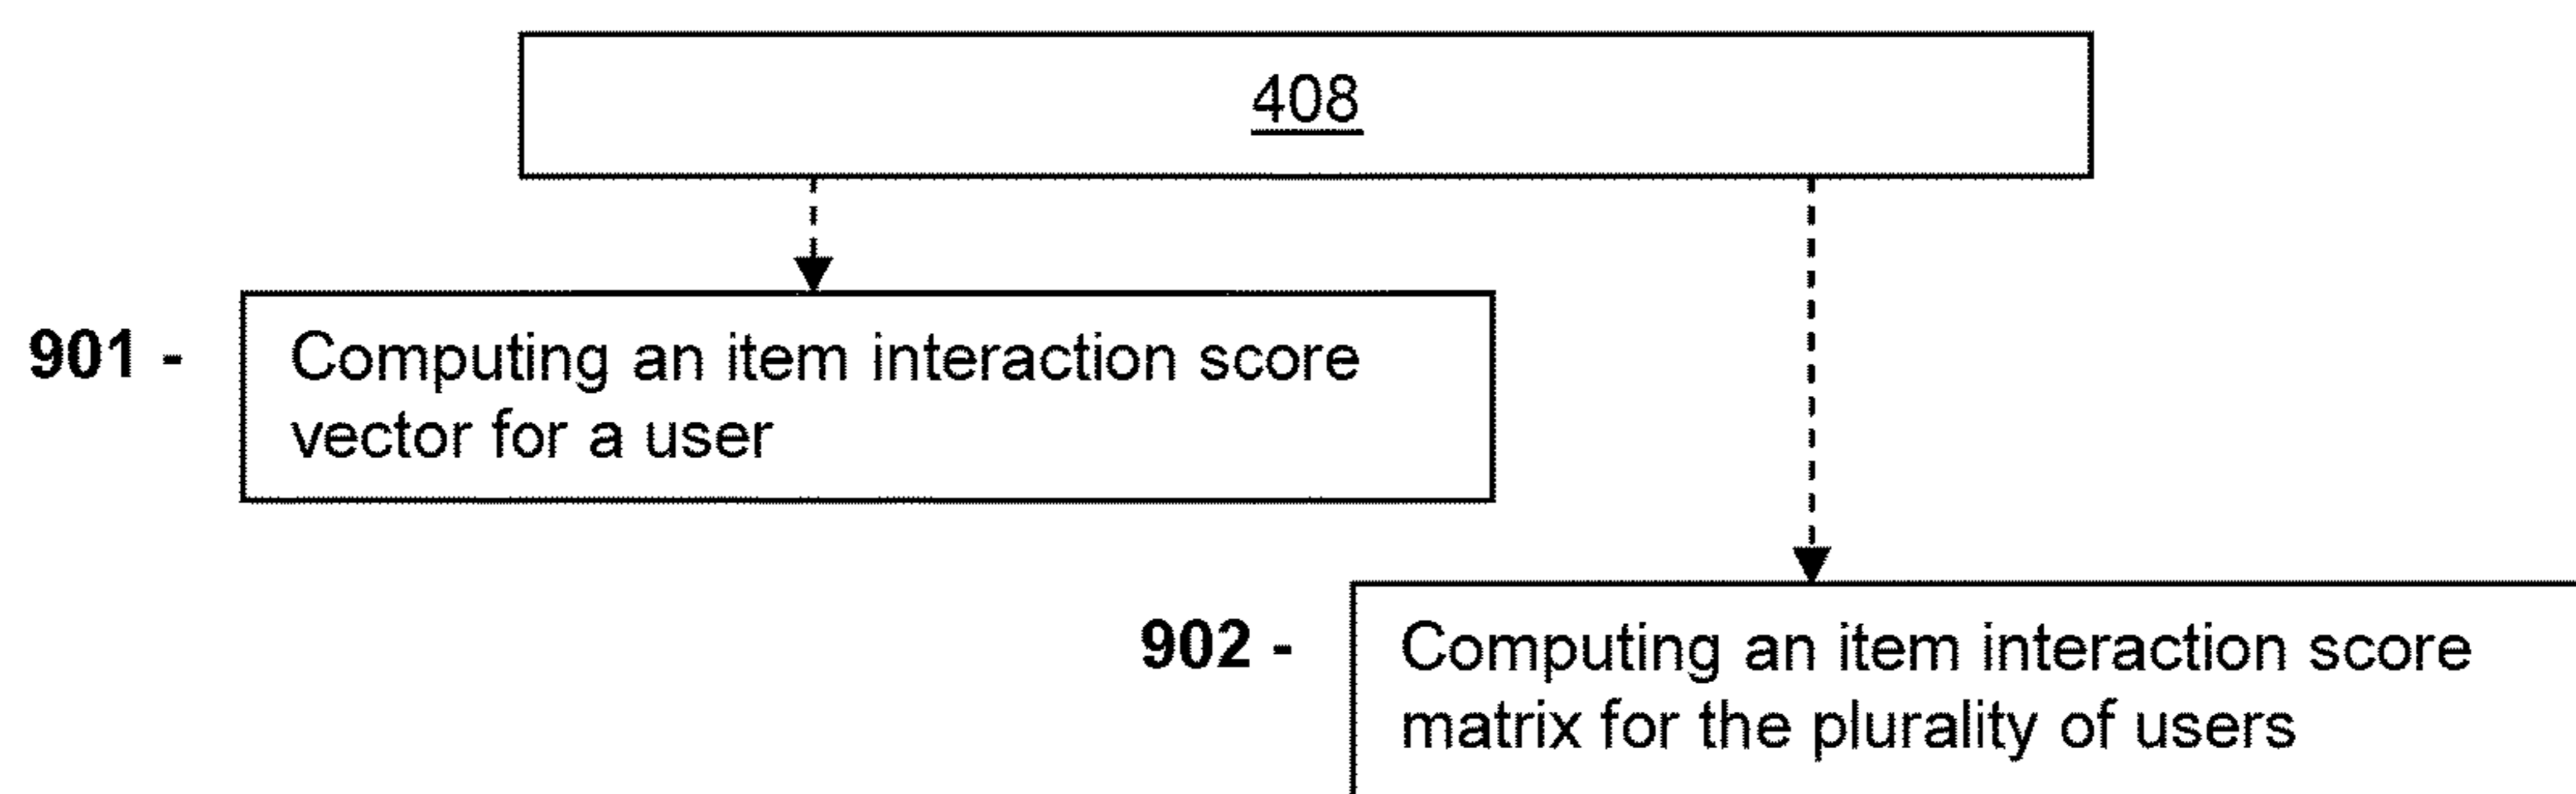 408
901 - Computing an item interaction score
vector for a user
902 - Computing an item interaction score
matrix for the plurality of users